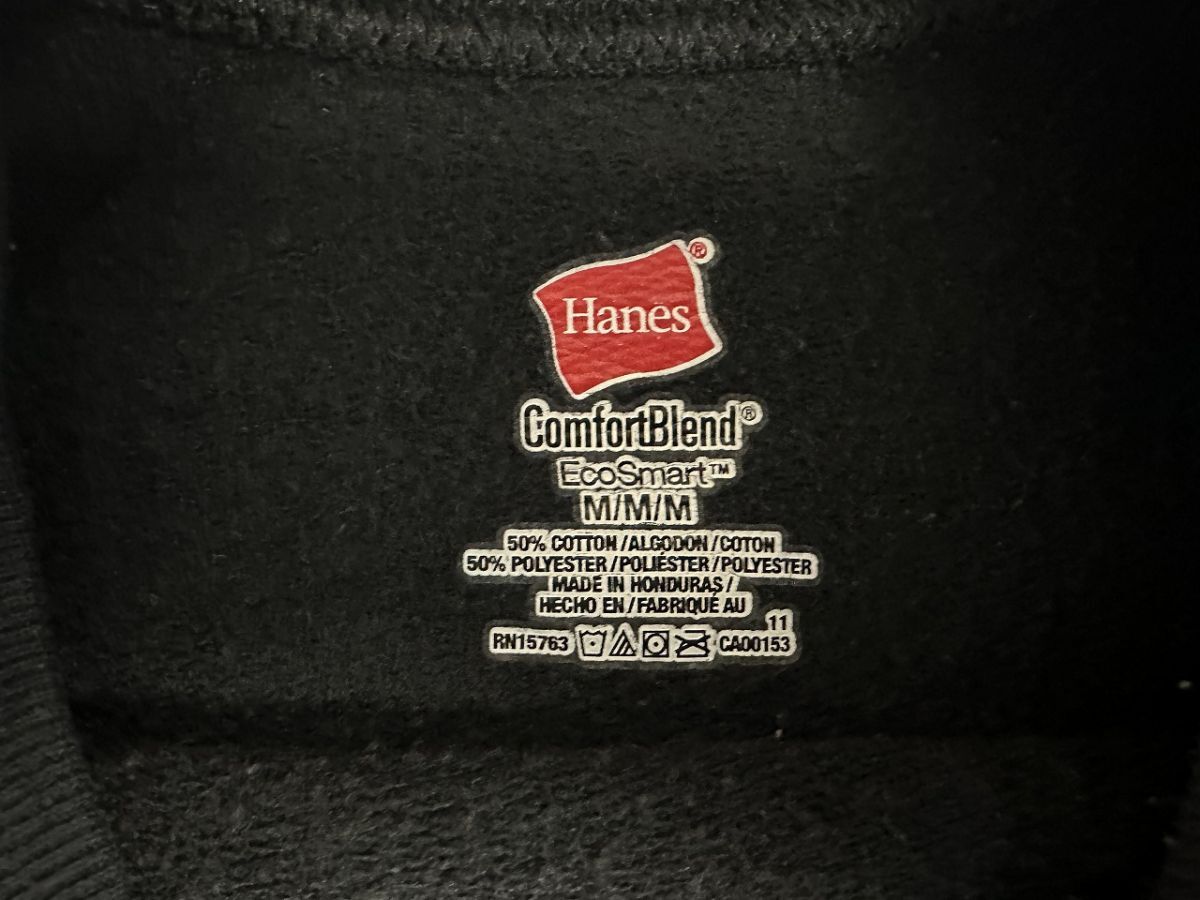 Hanes®
ComfortBlend®
EcoSmart™
M/M/M
50% COTTON/ALGODON/COTON
50% POLYESTER/POLIÉSTER/POLYESTER
MADE IN HONDURAS/
HECHO EN/FABRIQUÉ AU
11
RN15763 CA00153